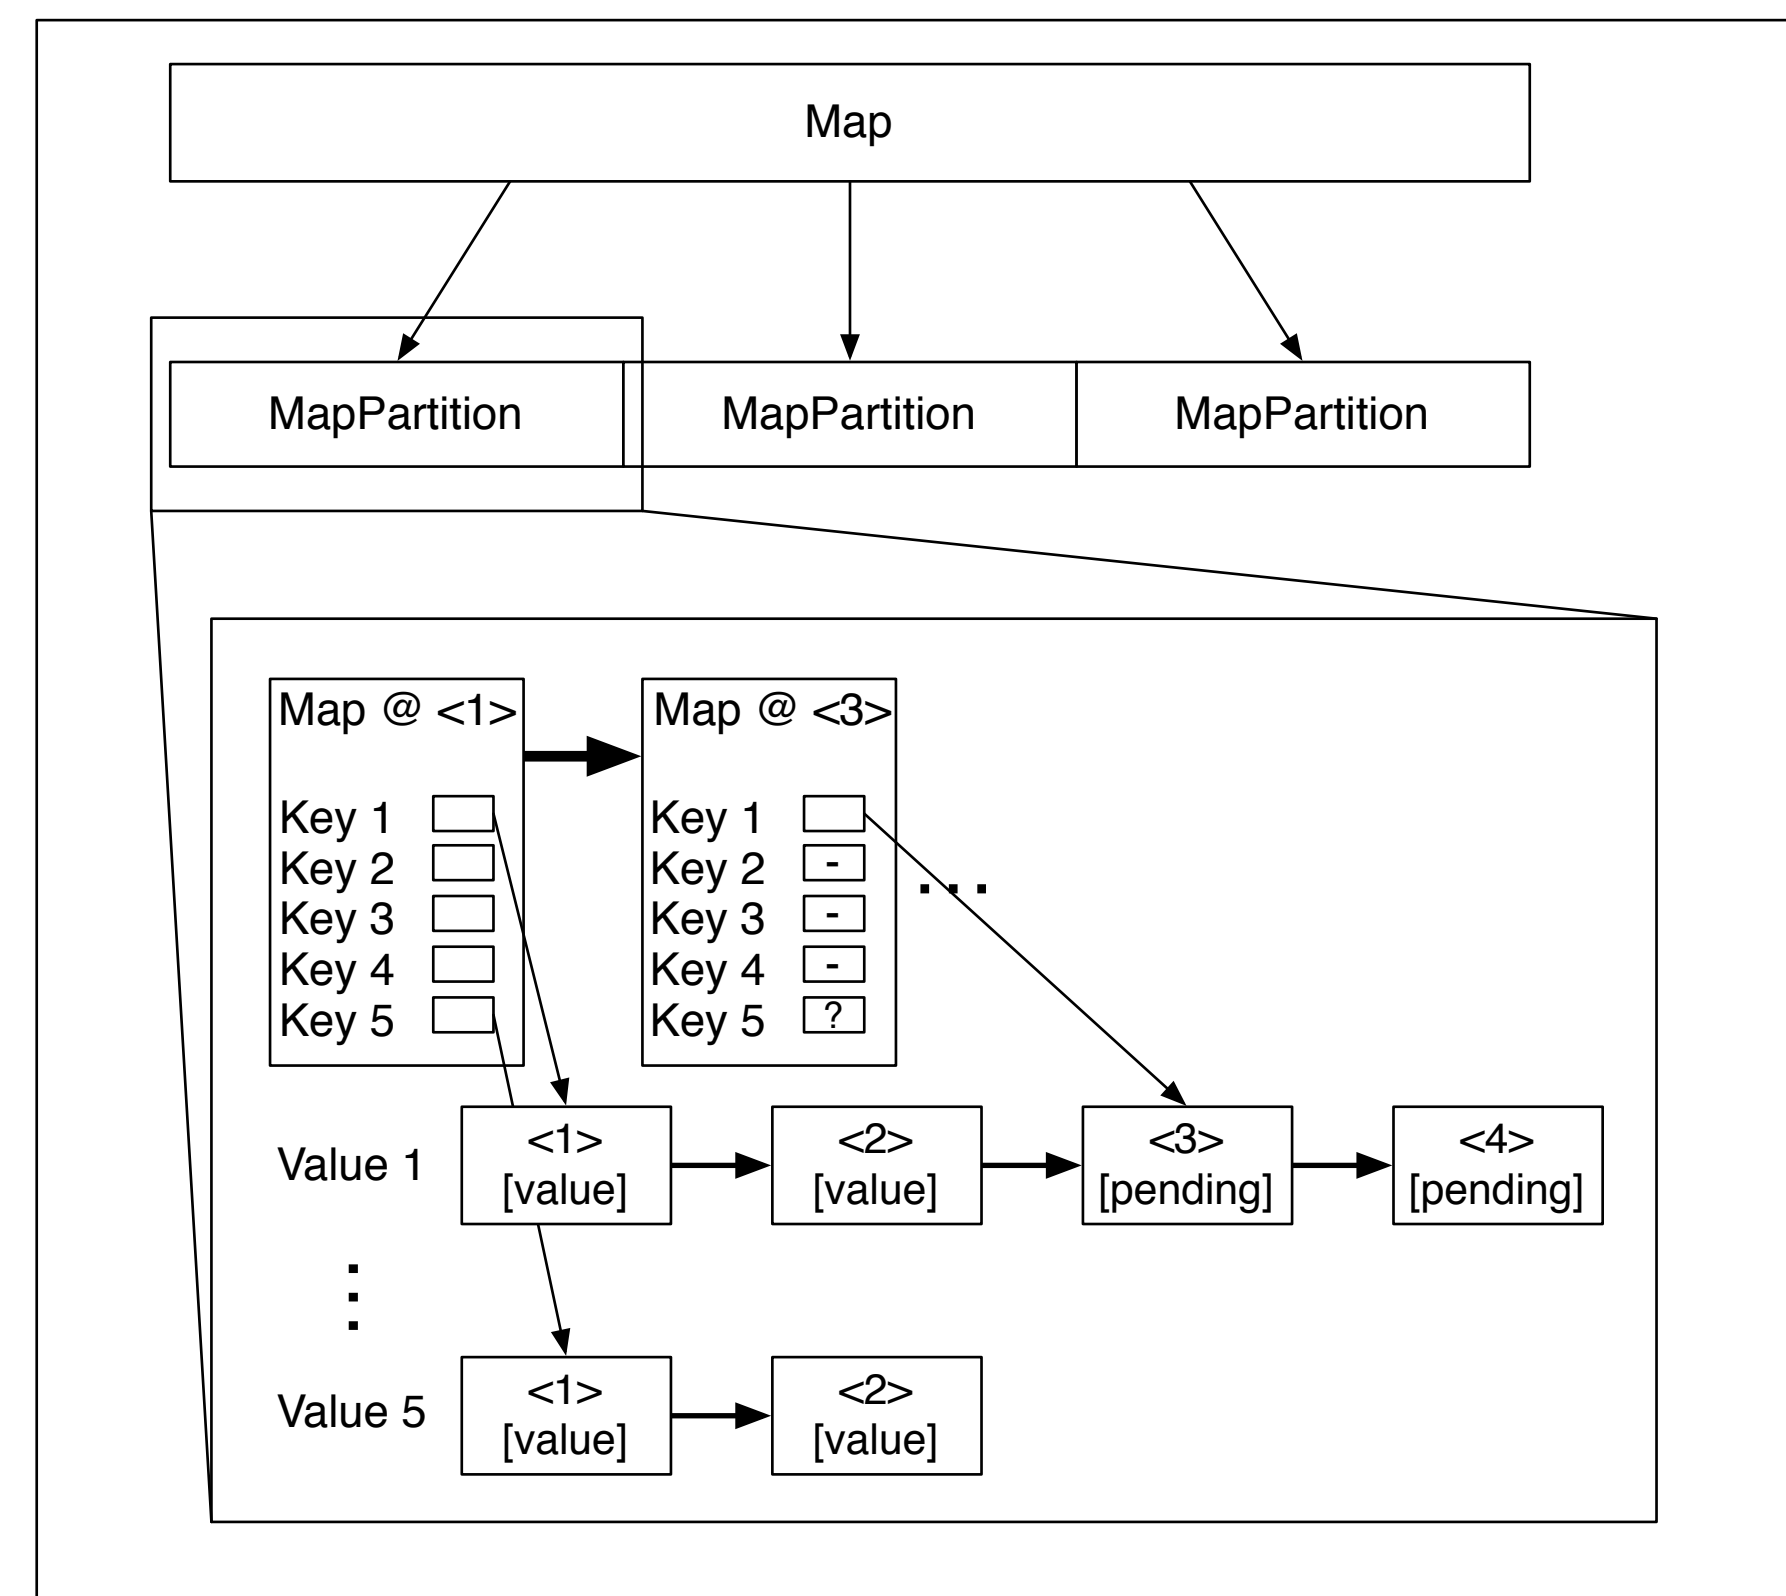 Map
MapPartition MapPartition MapPartition
Map @ <1>
Key 1
Key 2
Key 3
Key 4
Key 5
Map @ <3>
Key 1
Key 2 -
Key 3 -
Key 4 -
Key 5 ?
...
Value 1
<1>
[value]
<2>
[value]
<3>
[pending]
<4>
[pending]
Value 5
<1>
[value]
<2>
[value]